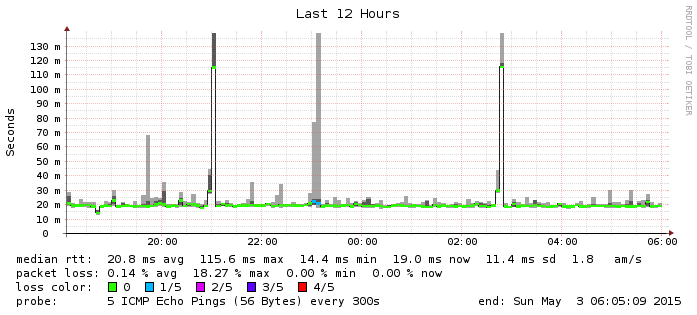 Last 12 Hours
RRDTOOL / TOBI OETIKER
Seconds
130 m
120 m
110 m
100 m
90 m
80 m
70 m
60 m
50 m
40 m
30 m
20 m
10 m
0
20:00 22:00 00:00 02:00 04:00 06:00
median rtt: 20.8 ms avg 115.6 ms max 14.4 ms min 19.0 ms now 11.4 ms sd 1.8 am/s
packet loss: 0.14 % avg 18.27 % max 0.00 % min 0.00 % now
loss color: 0 1/5 2/5 3/5 4/5
probe: 5 ICMP Echo Pings (56 Bytes) every 300s end: Sun May 3 06:05:09 2015